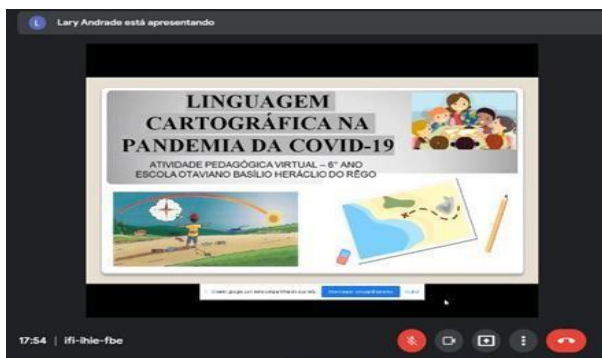 L Lary Andrade está apresentando
LINGUAGEM
CARTOGRÁFICA NA
PANDEMIA DA COVID-19
ATIVIDADE PEDAGÓGICA VIRTUAL – 6° ANO
ESCOLA OTAVIANO BASÍLIO HERÁCLIO DO RÊGO
17:54 | ifi-ihie-fbe